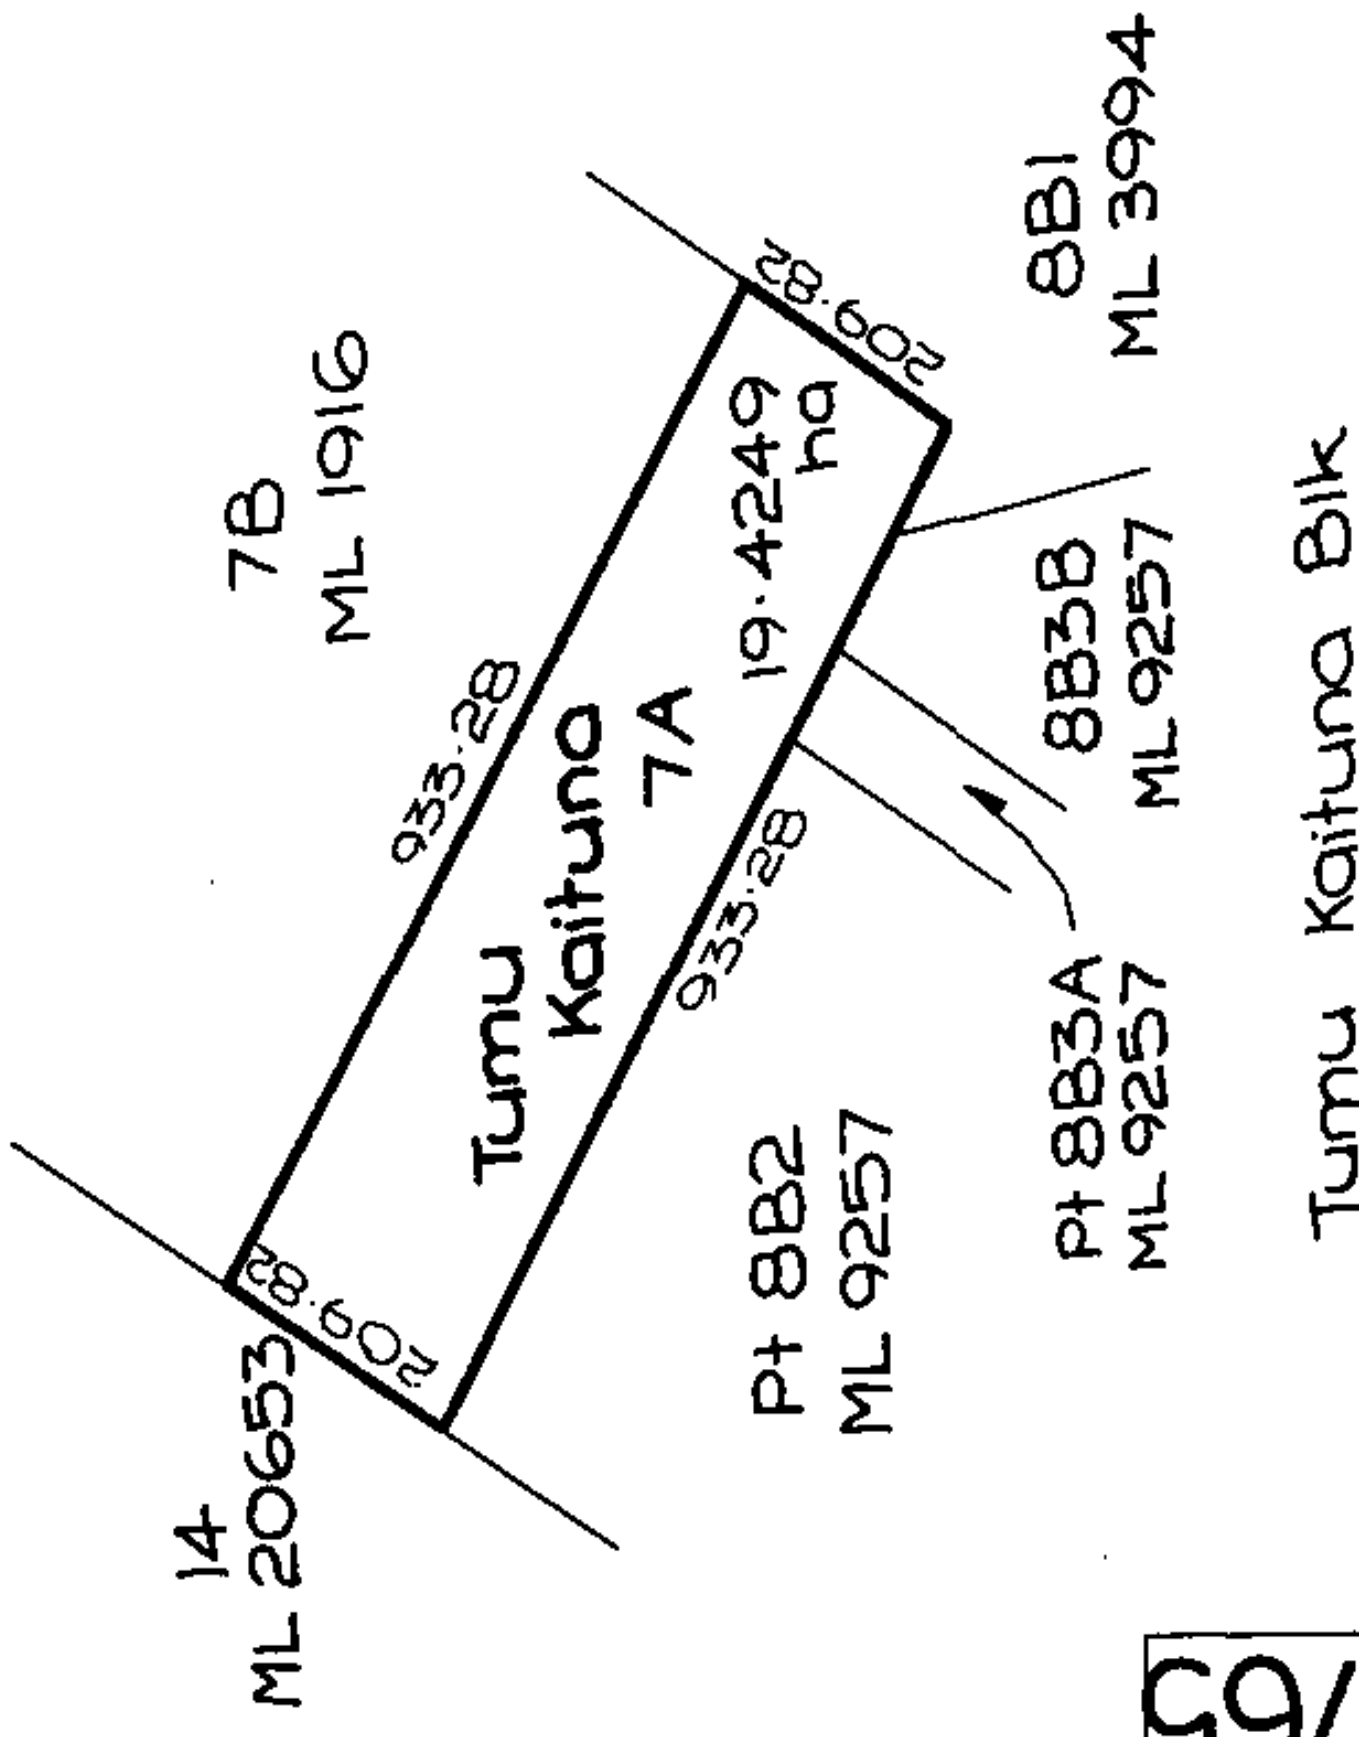 14
ML 20653
7B
ML 1916
209·82
933·28
Tumu
Kaituna
7A
19·4249
ha
209·82
933·28
Pt 8B2
ML 9257
Pt 8B3A
ML 9257
8B3B
ML 9257
8B1
ML 3994
Tumu Kaituna Blk